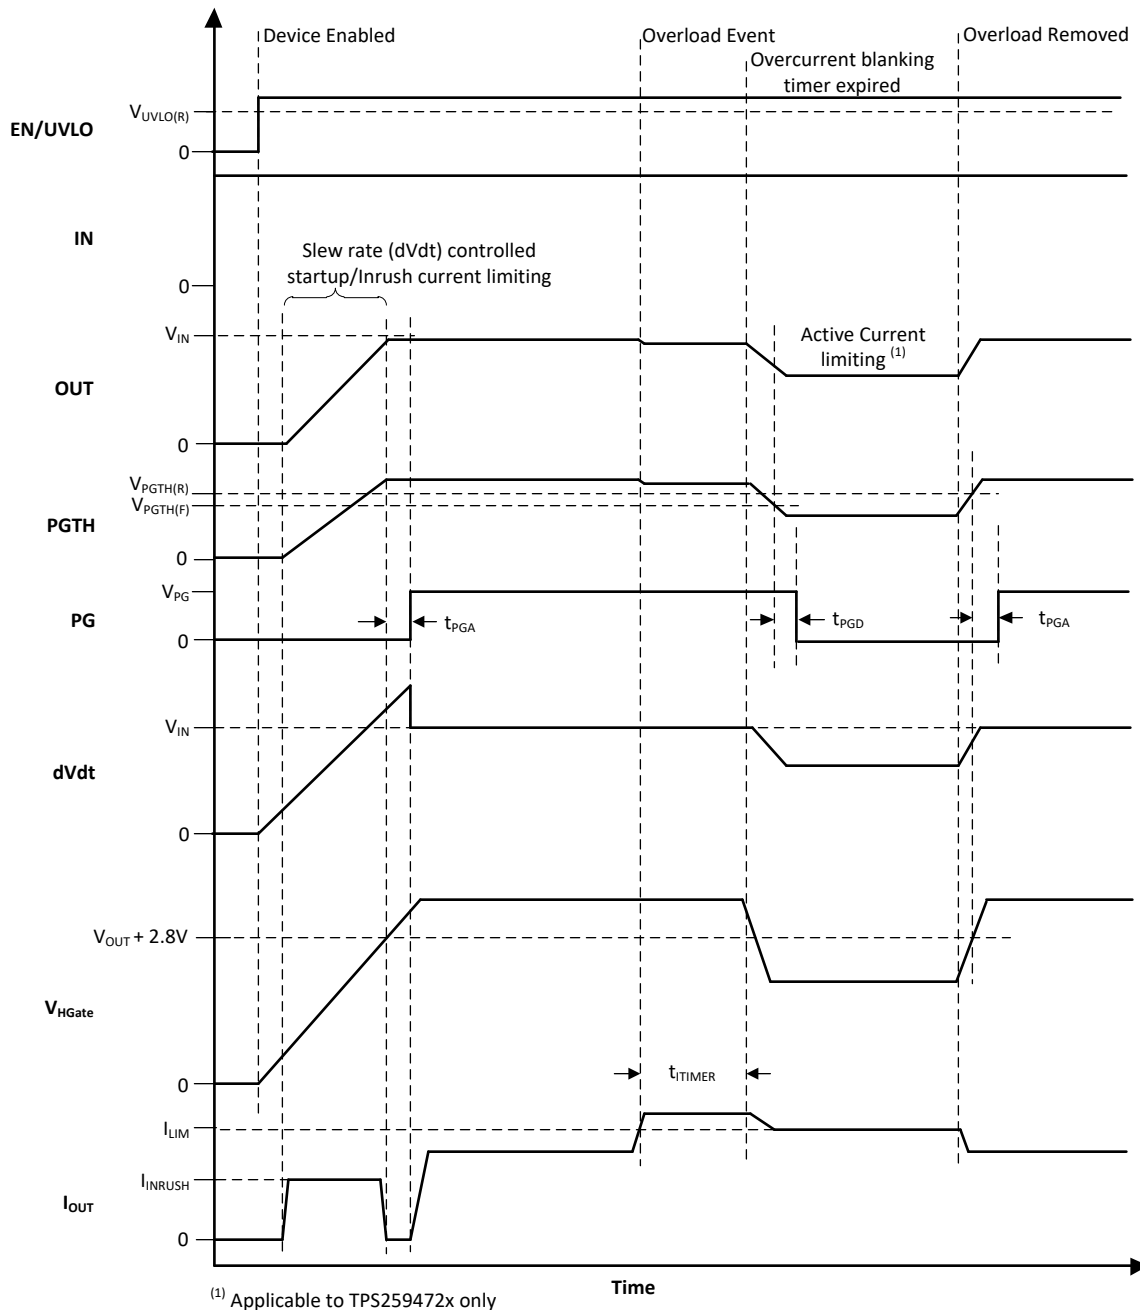 Device Enabled
Overload Event
Overload Removed
Overcurrent blanking
timer expired
V_UVLO(R)
EN/UVLO
0
IN
Slew rate (dVdt) controlled
startup/Inrush current limiting
0
V_IN
Active Current
limiting (1)
OUT
0
V_PGTH(R)
V_PGTH(F)
PGTH
0
V_PG
PG
0
t_PGA
t_PGD
t_PGA
V_IN
dVdt
0
V_OUT + 2.8V
V_HGate
0
t_ITIMER
I_LIM
I_INRUSH
I_OUT
0
Time
(1) Applicable to TPS259472x only